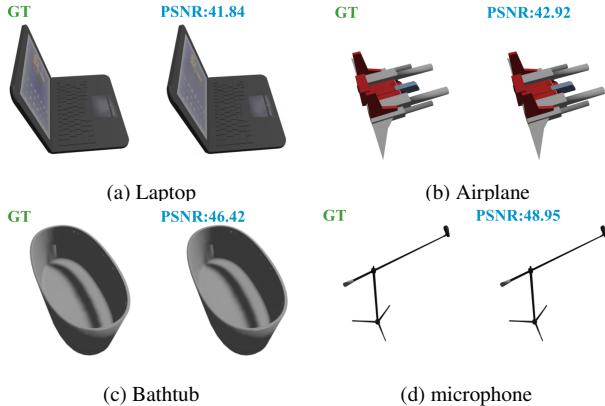 GT PSNR:41.84 GT PSNR:42.92
(a) Laptop (b) Airplane
GT PSNR:46.42 GT PSNR:48.95
(c) Bathtub (d) microphone